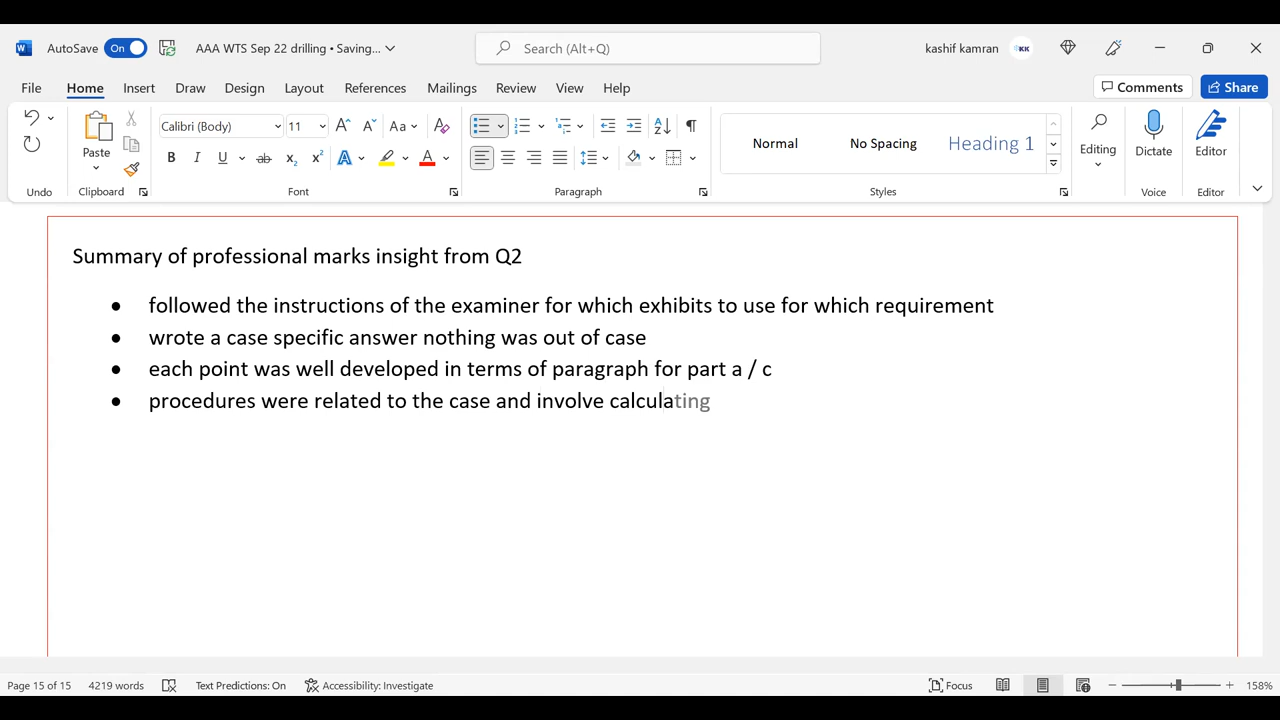 AutoSave On AAA WTS Sep 22 drilling • Saving... Search (Alt+Q) kashif kamran KK
File Home Insert Draw Design Layout References Mailings Review View Help Comments Share
Calibri (Body) 11 Aa
Paste
B I U ab x₂ x² A A
Normal No Spacing Heading 1
Editing Dictate Editor
Undo Clipboard Font Paragraph Styles Voice Editor
Summary of professional marks insight from Q2
• followed the instructions of the examiner for which exhibits to use for which requirement
• wrote a case specific answer nothing was out of case
• each point was well developed in terms of paragraph for part a / c
• procedures were related to the case and involve calculating
Page 15 of 15 4219 words Text Predictions: On Accessibility: Investigate Focus 158%